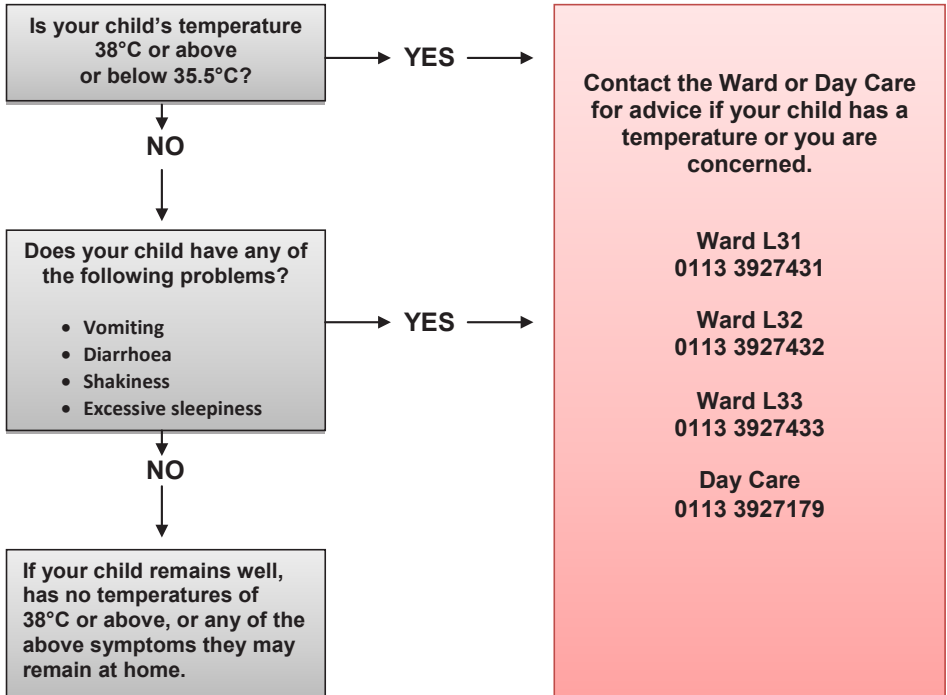 Is your child's temperature
38°C or above
or below 35.5°C?
YES
NO
Does your child have any of
the following problems?
• Vomiting
• Diarrhoea
• Shakiness
• Excessive sleepiness
YES
NO
If your child remains well,
has no temperatures of
38°C or above, or any of the
above symptoms they may
remain at home.
Contact the Ward or Day Care
for advice if your child has a
temperature or you are
concerned.
Ward L31
0113 3927431
Ward L32
0113 3927432
Ward L33
0113 3927433
Day Care
0113 3927179